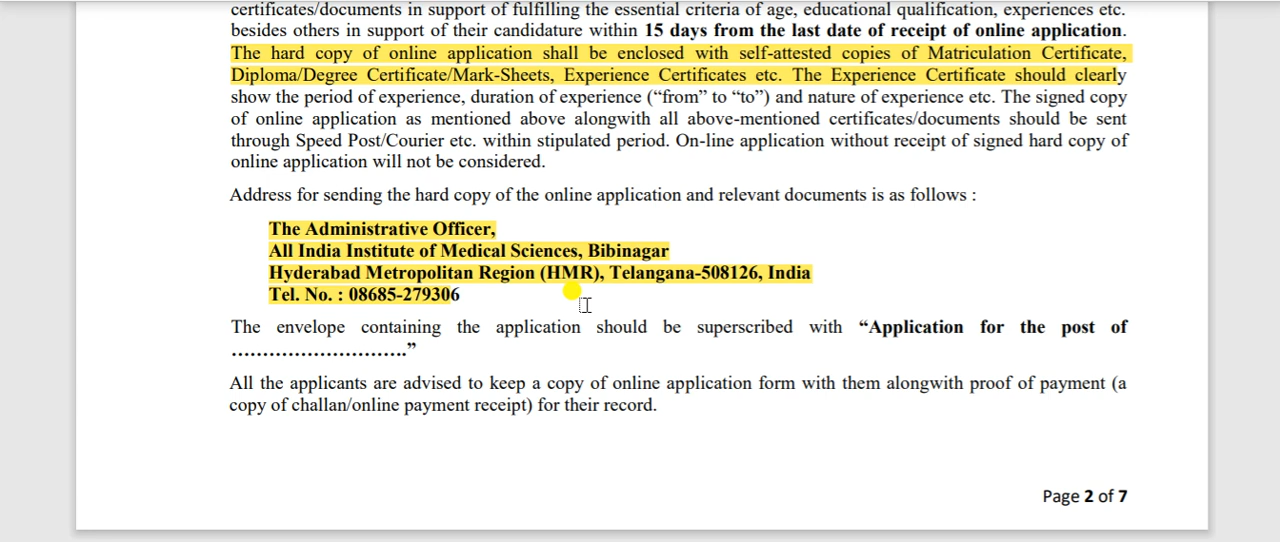 certificates/documents in support of fulfilling the essential criteria of age, educational qualification, experiences etc.
besides others in support of their candidature within 15 days from the last date of receipt of online application.
The hard copy of online application shall be enclosed with self-attested copies of Matriculation Certificate,
Diploma/Degree Certificate/Mark-Sheets, Experience Certificates etc. The Experience Certificate should clearly
show the period of experience, duration of experience (“from” to “to”) and nature of experience etc. The signed copy
of online application as mentioned above alongwith all above-mentioned certificates/documents should be sent
through Speed Post/Courier etc. within stipulated period. On-line application without receipt of signed hard copy of
online application will not be considered.
Address for sending the hard copy of the online application and relevant documents is as follows :
The Administrative Officer,
All India Institute of Medical Sciences, Bibinagar
Hyderabad Metropolitan Region (HMR), Telangana-508126, India
Tel. No. : 08685-279306
The envelope containing the application should be superscribed with “Application for the post of
………………………."
All the applicants are advised to keep a copy of online application form with them alongwith proof of payment (a
copy of challan/online payment receipt) for their record.
Page 2 of 7